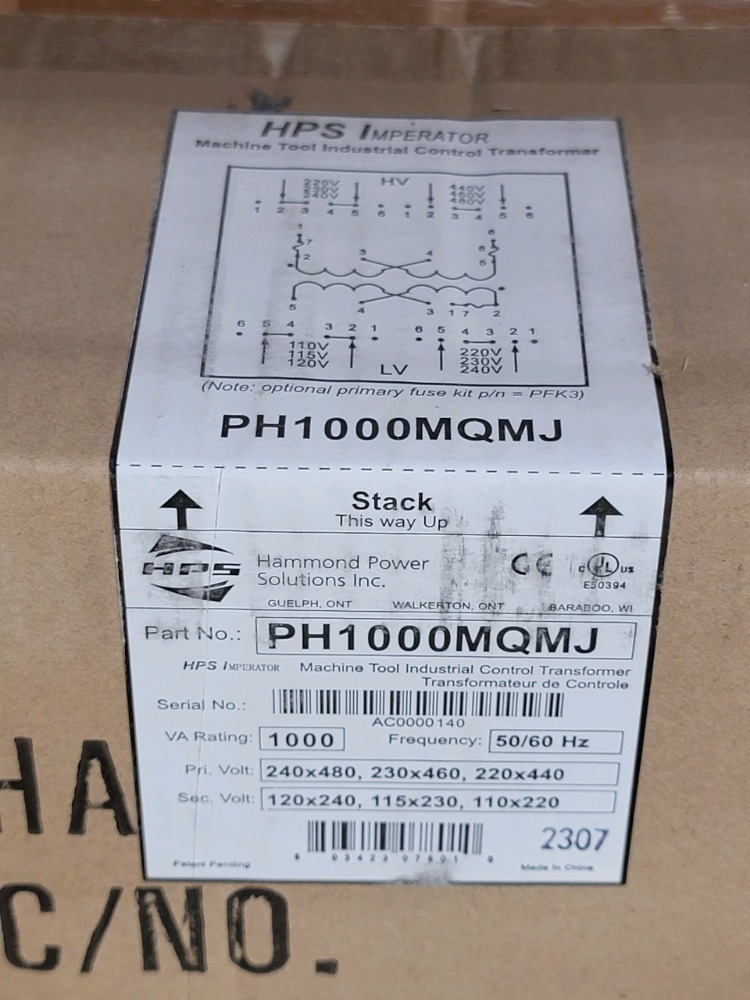 HPS IMPERATOR
Machine Tool Industrial Control Transformer
220V 230V 240V HV 440V 460V 480V
1 2 3 4 5 6 1 2 3 4 5 6
1 6
7 3 4 8
2 5
5 4 3 1 7 2
6 5 4 3 2 1 6 5 4 3 2 1
110V 115V 120V LV 220V 230V 240V
(Note: optional primary fuse kit p/n = PFK3)
PH1000MQMJ
Stack
This way Up
HPS
Hammond Power
Solutions Inc.
CE C UL US
E50394
GUELPH, ONT WALKERTON, ONT BARABOO, WI
Part No.: PH1000MQMJ
HPS IMPERATOR Machine Tool Industrial Control Transformer
Transformateur de Controle
Serial No.:
AC0000140
VA Rating: 1000 Frequency: 50/60 Hz
Pri. Volt: 240x480, 230x460, 220x440
Sec. Volt: 120x240, 115x230, 110x220
2307
Patent Pending Made in China
HA
C/NO.